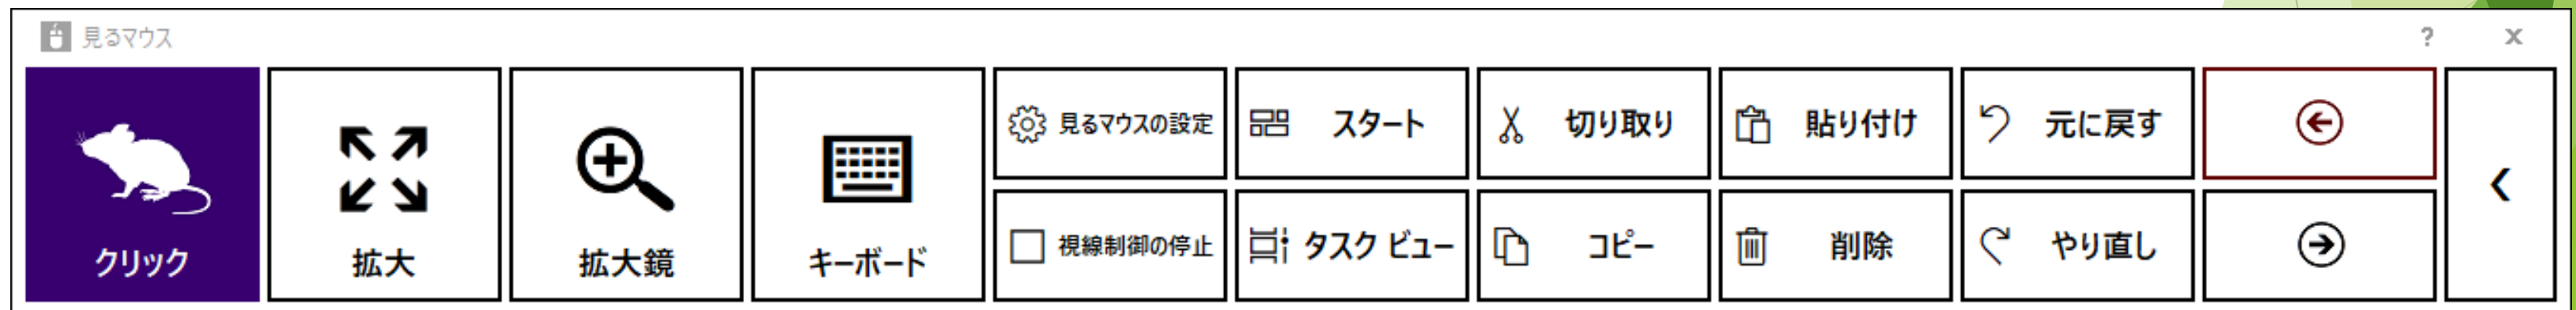 見るマウス
? x
クリック
拡大
拡大鏡
キーボード
見るマウスの設定
視線制御の停止
スタート
タスク ビュー
切り取り
コピー
貼り付け
削除
元に戻す
やり直し